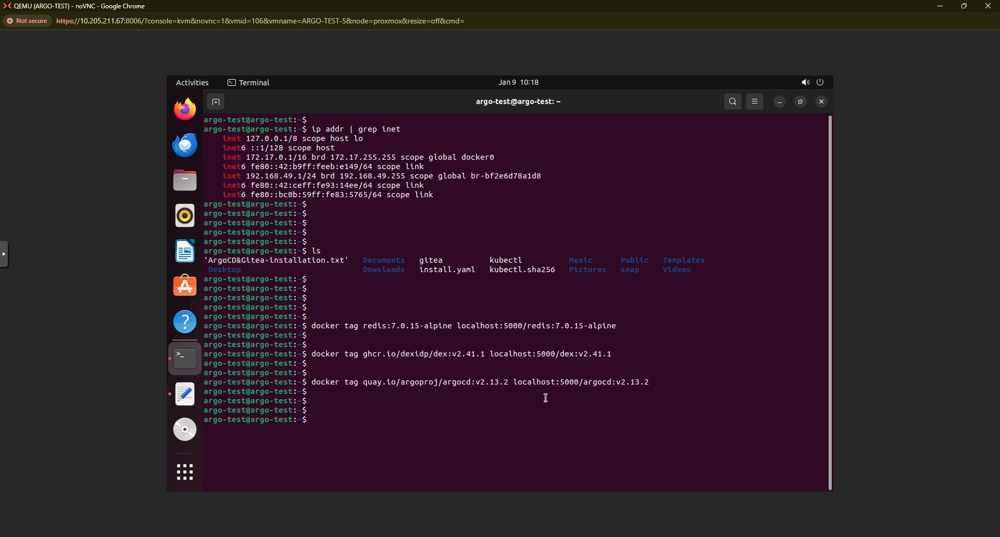 QEMU (ARGO-TEST) - noVNC - Google Chrome
Not secure https://10.205.211.67:8006/?console=kvm&novnc=1&vmid=106&vmname=ARGO-TEST-5&node=proxmox&resize=off&cmd=
Activities Terminal Jan 9 10:18
argo-test@argo-test: ~
argo-test@argo-test:~$
argo-test@argo-test:~$ ip addr | grep inet
inet 127.0.0.1/8 scope host lo
inet6 ::1/128 scope host
inet 172.17.0.1/16 brd 172.17.255.255 scope global docker0
inet6 fe80::42:b9ff:feeb:e149/64 scope link
inet 192.168.49.1/24 brd 192.168.49.255 scope global br-bf2e6d78a1d8
inet6 fe80::42:ceff:fe93:14ee/64 scope link
inet6 fe80::bc0b:59ff:fe83:5765/64 scope link
argo-test@argo-test:~$
argo-test@argo-test:~$
argo-test@argo-test:~$
argo-test@argo-test:~$
argo-test@argo-test:~$
argo-test@argo-test:~$ ls
'ArgoCD&Gitea-installation.txt' Documents gitea kubectl Music Public Templates
Desktop Downloads install.yaml kubectl.sha256 Pictures snap Videos
argo-test@argo-test:~$
argo-test@argo-test:~$
argo-test@argo-test:~$
argo-test@argo-test:~$
argo-test@argo-test:~$
argo-test@argo-test:~$ docker tag redis:7.0.15-alpine localhost:5000/redis:7.0.15-alpine
argo-test@argo-test:~$
argo-test@argo-test:~$
argo-test@argo-test:~$ docker tag ghcr.io/dexidp/dex:v2.41.1 localhost:5000/dex:v2.41.1
argo-test@argo-test:~$
argo-test@argo-test:~$
argo-test@argo-test:~$ docker tag quay.io/argoproj/argocd:v2.13.2 localhost:5000/argocd:v2.13.2
argo-test@argo-test:~$
argo-test@argo-test:~$
argo-test@argo-test:~$
argo-test@argo-test:~$